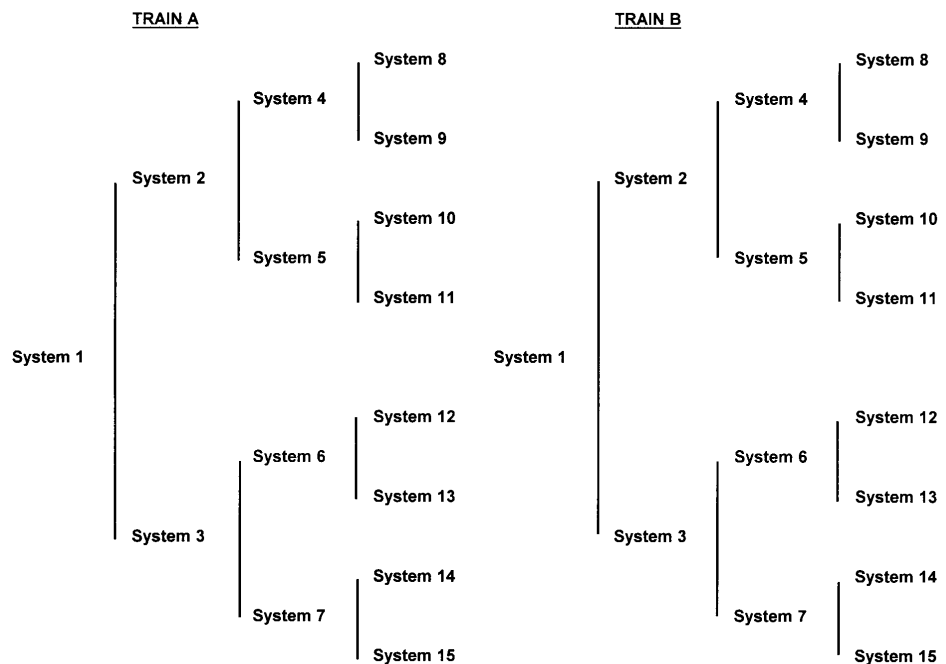 TRAIN A
System 1
System 2
System 3
System 4
System 5
System 6
System 7
System 8
System 9
System 10
System 11
System 12
System 13
System 14
System 15
TRAIN B
System 1
System 2
System 3
System 4
System 5
System 6
System 7
System 8
System 9
System 10
System 11
System 12
System 13
System 14
System 15